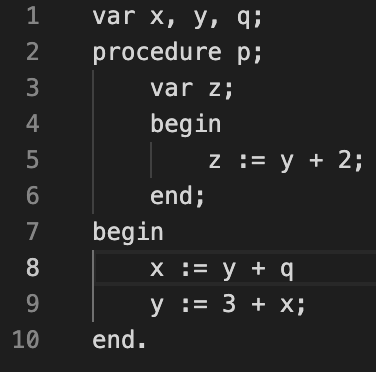 1 var x, y, q;
2 procedure p;
3 var z;
4 begin
5 z := y + 2;
6 end;
7 begin
8 x := y + q
9 y := 3 + x;
10 end.